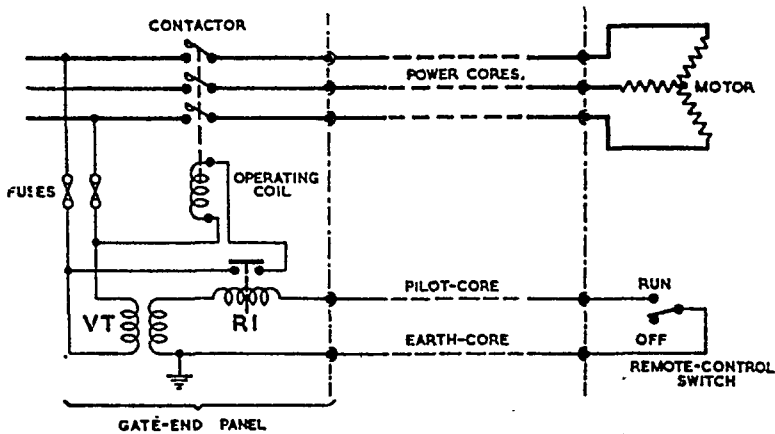 CONTACTOR
POWER CORES.
MOTOR
FUSES
OPERATING
COIL
PILOT-CORE
RUN
VT
RI
EARTH-CORE
OFF
REMOTE-CONTROL
SWITCH
GATE-END PANEL